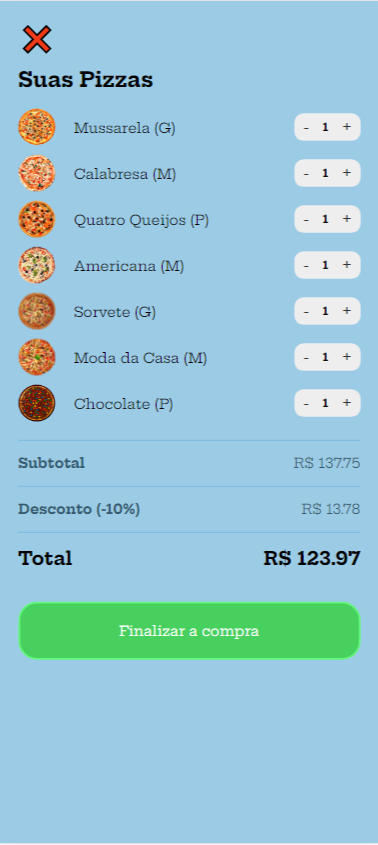 Suas Pizzas
Mussarela (G) - 1 +
Calabresa (M) - 1 +
Quatro Queijos (P) - 1 +
Americana (M) - 1 +
Sorvete (G) - 1 +
Moda da Casa (M) - 1 +
Chocolate (P) - 1 +
Subtotal R$ 137.75
Desconto (-10%) R$ 13.78
Total R$ 123.97
Finalizar a compra